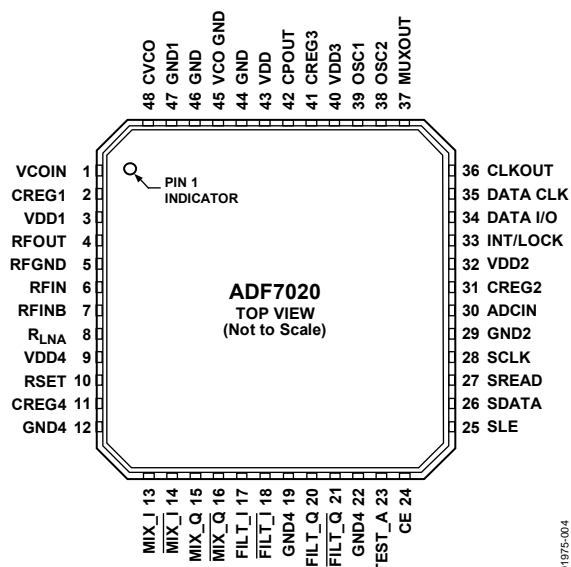 48 CVCO
47 GND1
46 GND
45 VCO GND
44 GND
43 VDD
42 CPOUT
41 CREG3
40 VDD3
39 OSC1
38 OSC2
37 MUXOUT
VCOIN 1
CREG1 2
VDD1 3
RFOUT 4
RFGND 5
RFIN 6
RFINB 7
RLNA 8
VDD4 9
RSET 10
CREG4 11
GND4 12
PIN 1
INDICATOR
ADF7020
TOP VIEW
(Not to Scale)
36 CLKOUT
35 DATA CLK
34 DATA I/O
33 INT/LOCK
32 VDD2
31 CREG2
30 ADCIN
29 GND2
28 SCLK
27 SREAD
26 SDATA
25 SLE
MIX_I 13
MIX_I 14
MIX_Q 15
MIX_Q 16
FILT_I 17
FILT_I 18
GND4 19
FILT_Q 20
FILT_Q 21
GND4 22
TEST_A 23
CE 24